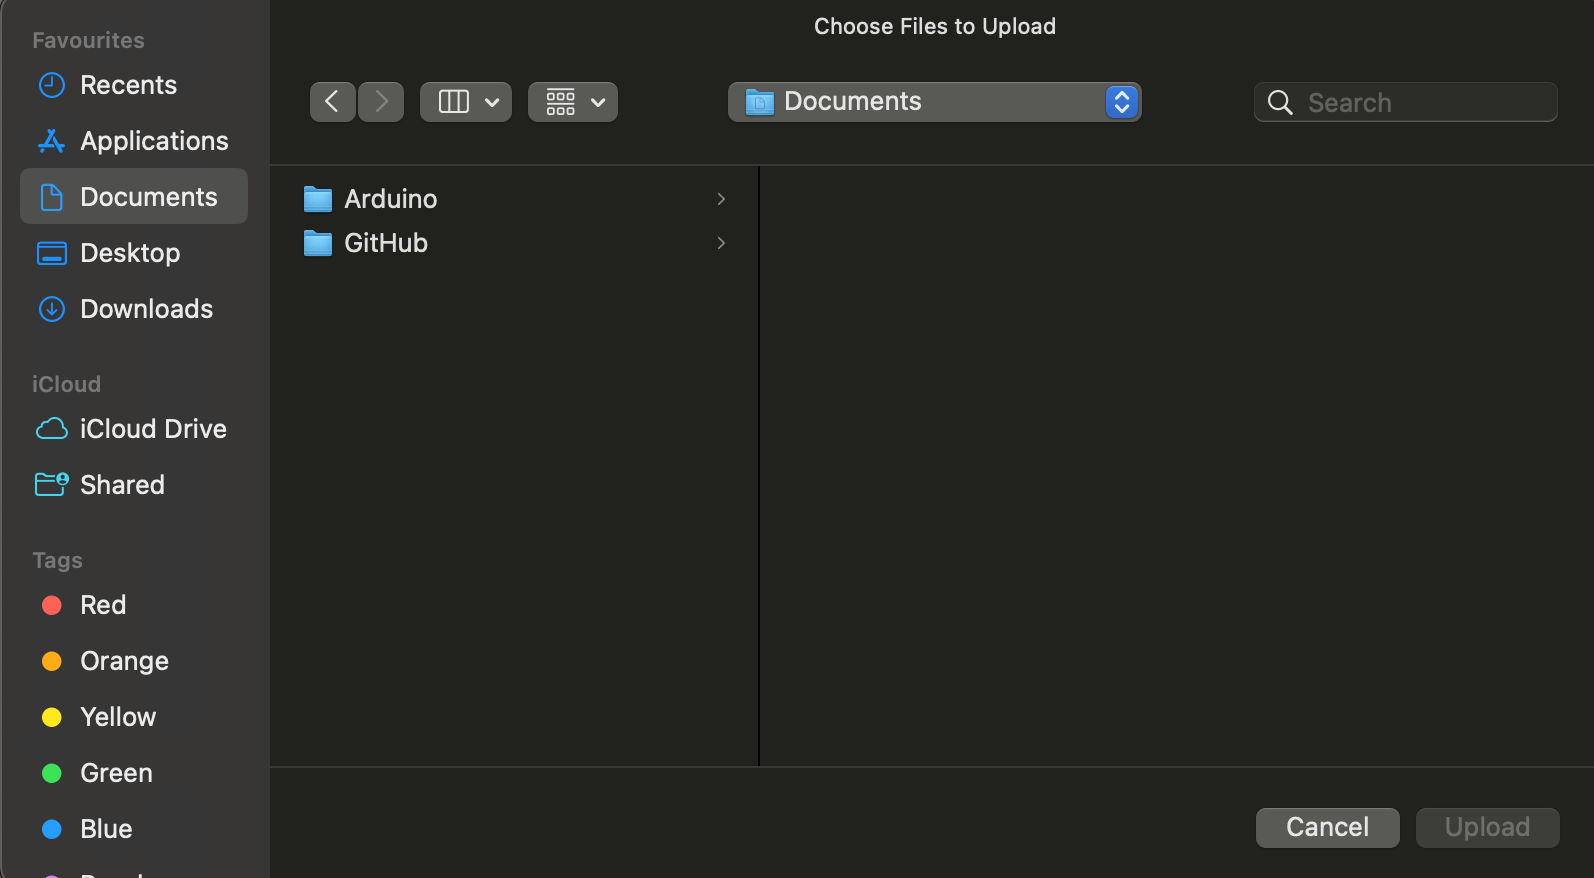 Favourites
Recents
Applications
Documents
Desktop
Downloads
iCloud
iCloud Drive
Shared
Tags
Red
Orange
Yellow
Green
Blue
Choose Files to Upload
Documents
Search
Arduino
GitHub
Cancel
Upload